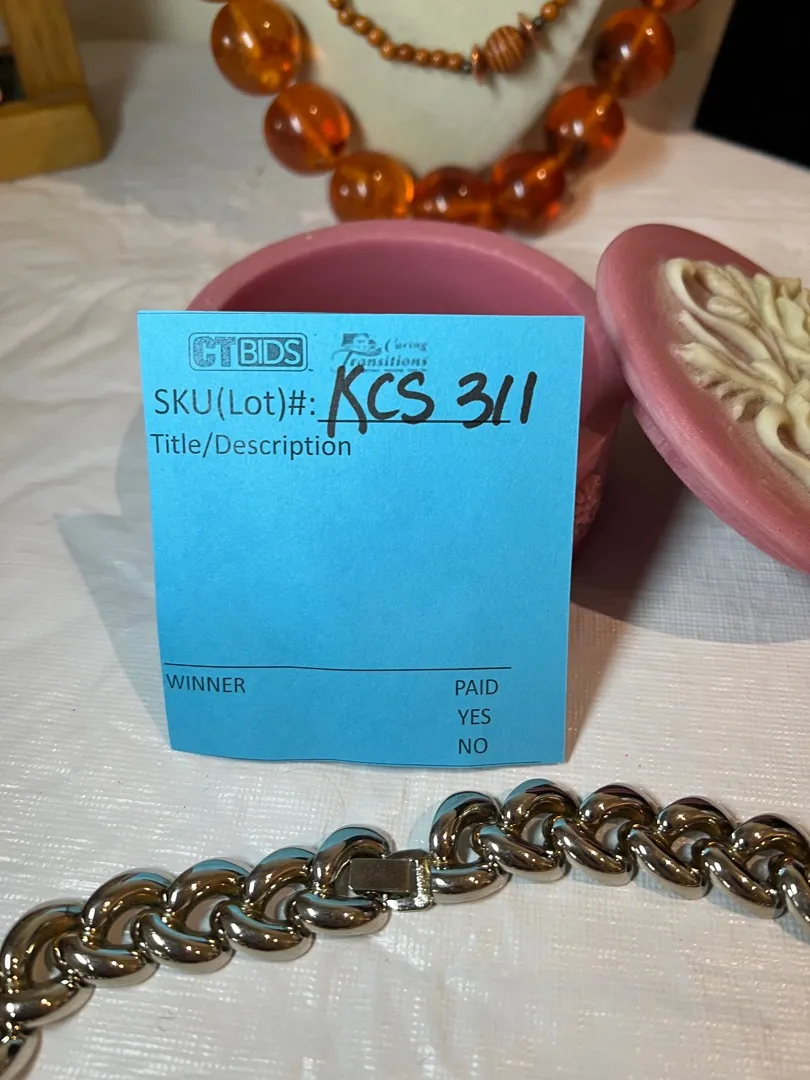 CTBIDS
Caring
Transitions
SKU(Lot)#: KCS 311
Title/Description
WINNER PAID
YES
NO